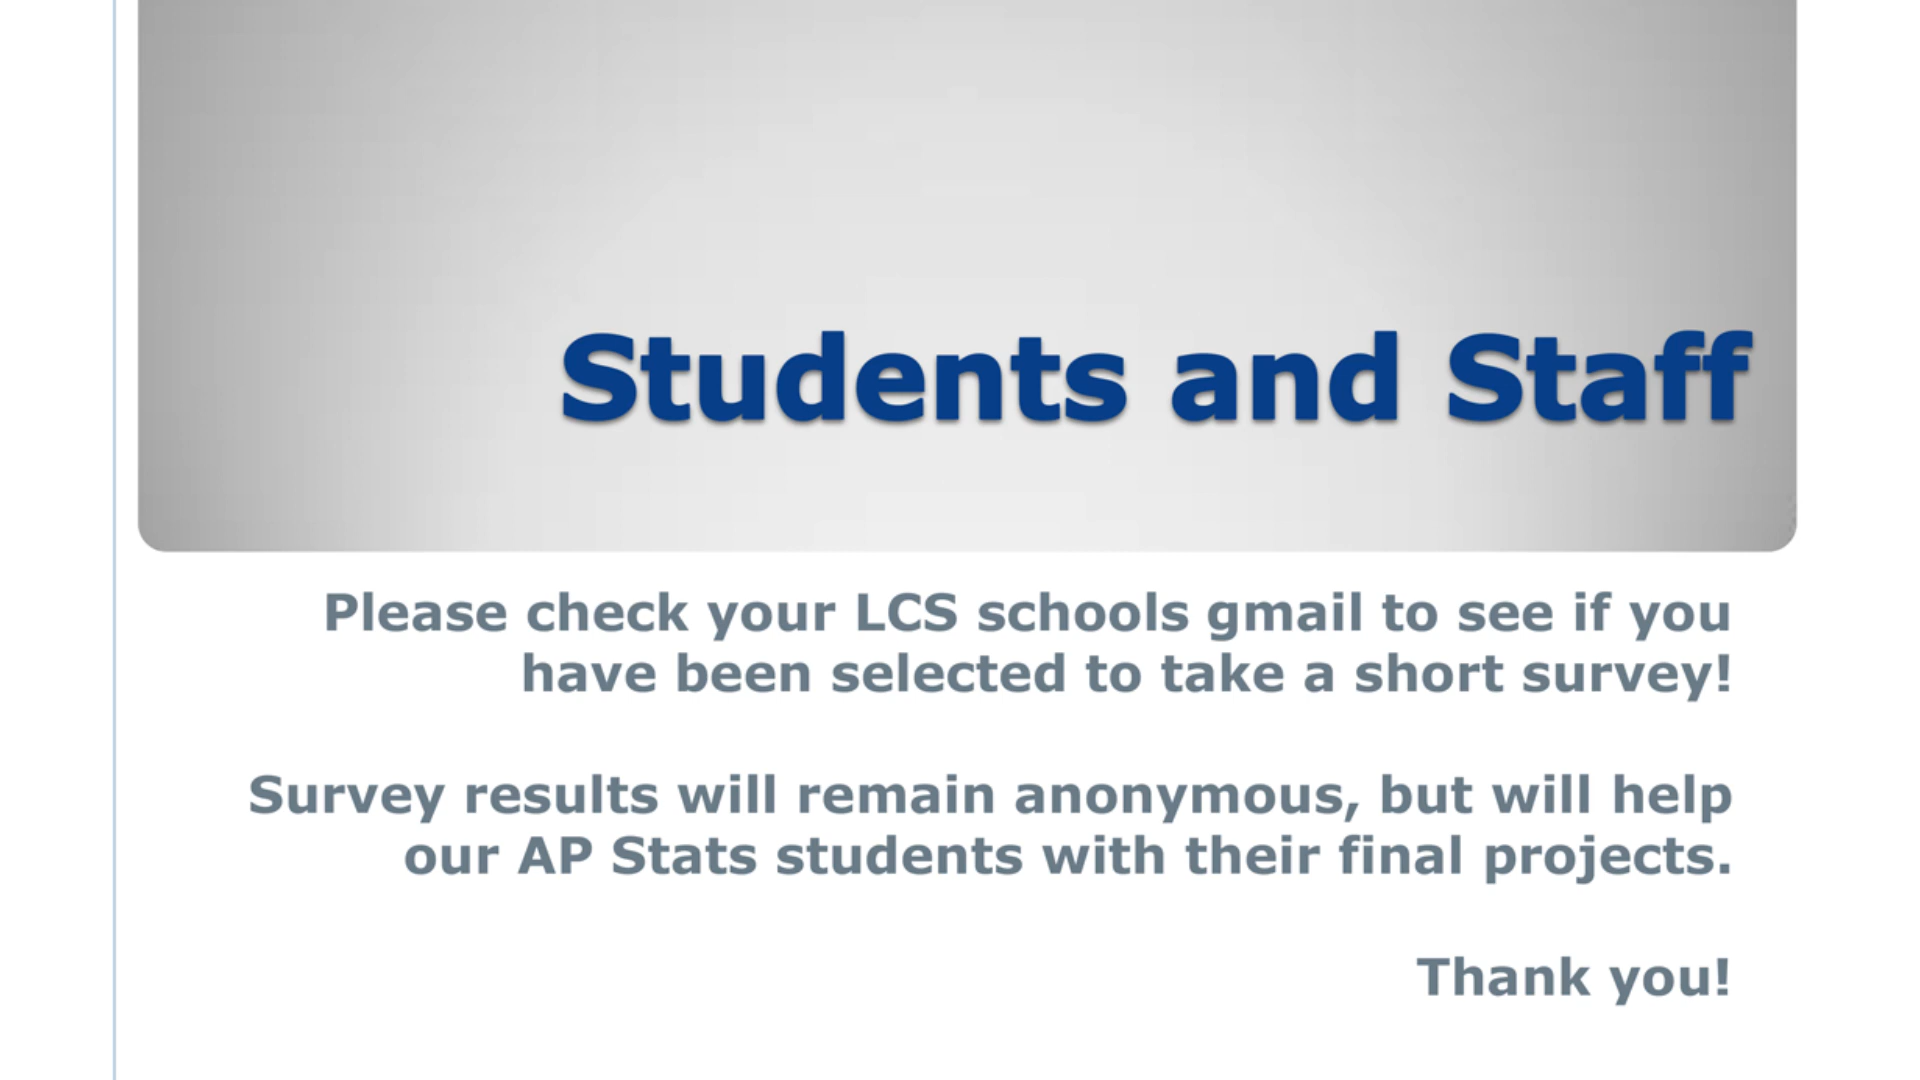 Students and Staff
Please check your LCS schools gmail to see if you
have been selected to take a short survey!
Survey results will remain anonymous, but will help
our AP Stats students with their final projects.
Thank you!